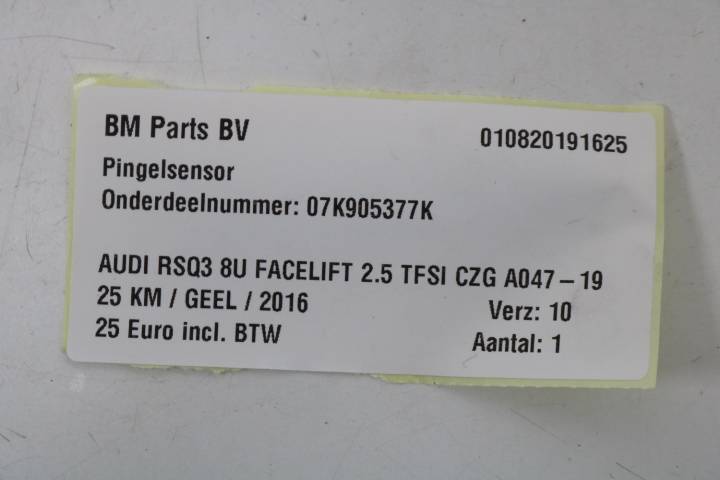 BM Parts BV
010820191625
Pingelsensor
Onderdeelnummer: 07K905377K
AUDI RSQ3 8U FACELIFT 2.5 TFSI CZG A047 – 19
25 KM / GEEL / 2016
Verz: 10
25 Euro incl. BTW
Aantal: 1